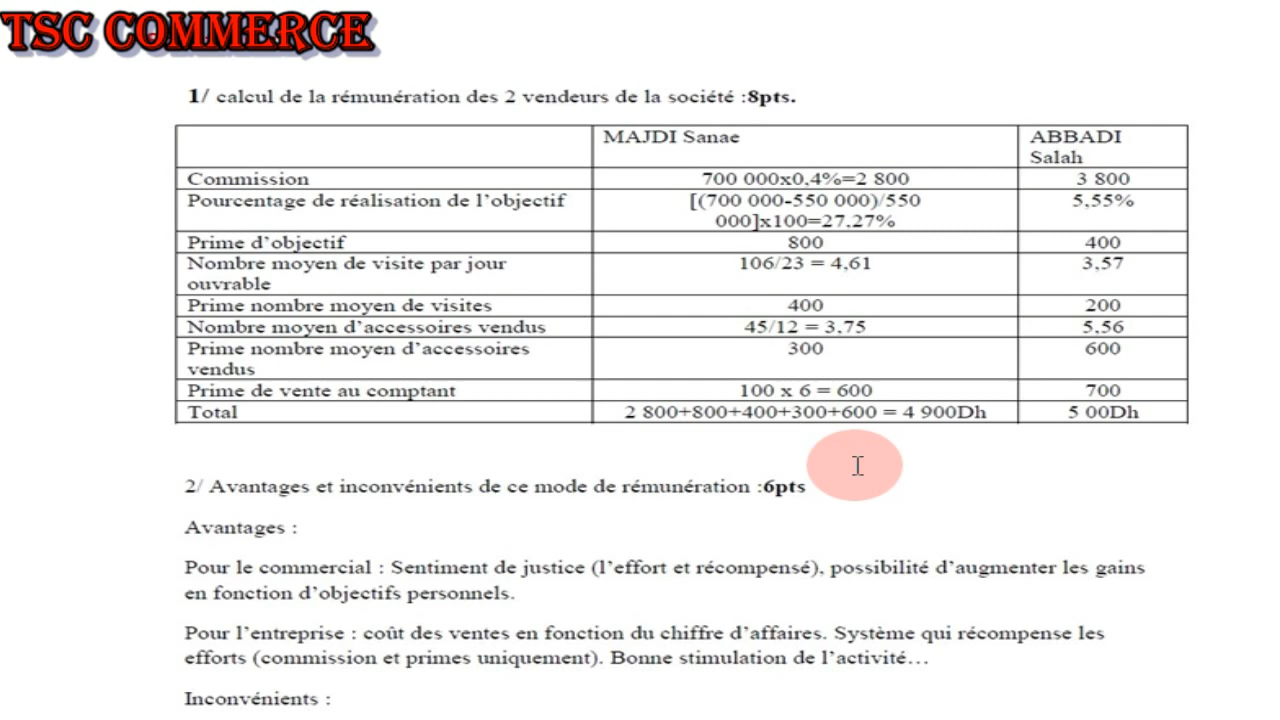 TSC COMMERCE
1/ calcul de la rémunération des 2 vendeurs de la société :8pts.
MAJDI Sanae ABBADI
Salah
Commission 700 000x0,4%=2 800 3 800
Pourcentage de réalisation de l'objectif [(700 000-550 000)/550 5,55%
000]x100=27,27%
Prime d'objectif 800 400
Nombre moyen de visite par jour 106/23 = 4,61 3,57
ouvrable
Prime nombre moyen de visites 400 200
Nombre moyen d'accessoires vendus 45/12 = 3,75 5,56
Prime nombre moyen d'accessoires 300 600
vendus
Prime de vente au comptant 100 x 6 = 600 700
Total 2 800+800+400+300+600 = 4 900Dh 5 00Dh
2/ Avantages et inconvénients de ce mode de rémunération :6pts
Avantages :
Pour le commercial : Sentiment de justice (l'effort et récompensé), possibilité d'augmenter les gains
en fonction d'objectifs personnels.
Pour l'entreprise : coût des ventes en fonction du chiffre d'affaires. Système qui récompense les
efforts (commission et primes uniquement). Bonne stimulation de l'activité…
Inconvénients :